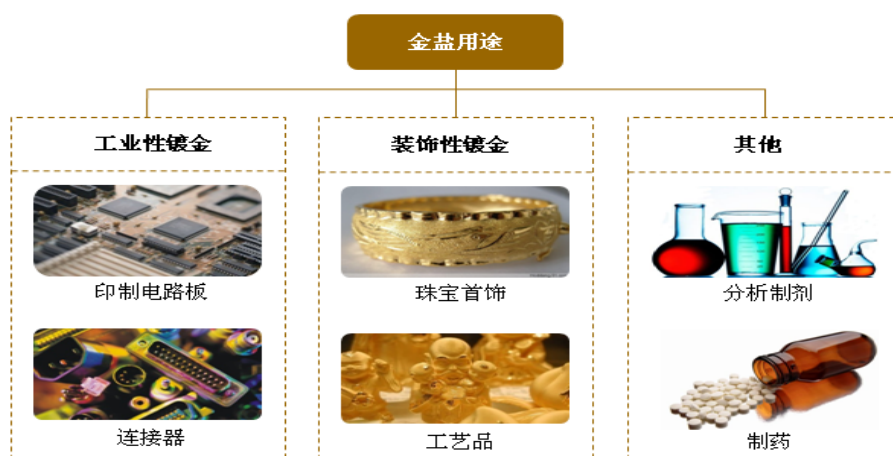 金盐用途
工业性镀金
装饰性镀金
其他
印制电路板
珠宝首饰
分析制剂
连接器
工艺品
制药